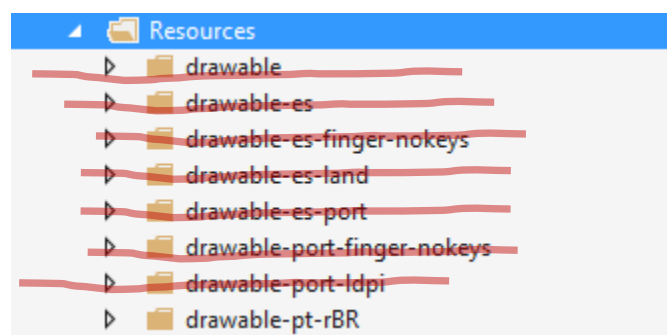 Resources
drawable
drawable-es
drawable-es-finger-nokeys
drawable-es-land
drawable-es-port
drawable-port-finger-nokeys
drawable-port-ldpi
drawable-pt-rBR